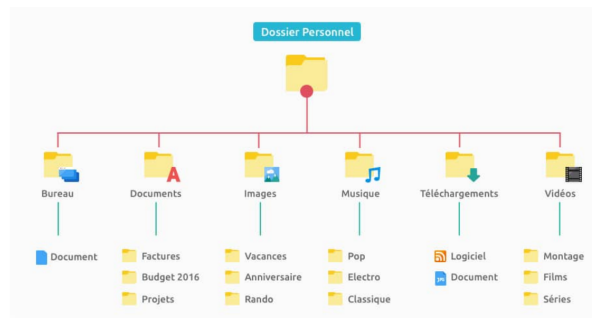 Dossier Personnel
Bureau Documents Images Musique Téléchargements Vidéos
Document Factures Vacances Pop Logiciel Montage
Budget 2016 Anniversaire Electro Document Films
Projets Rando Classique Séries